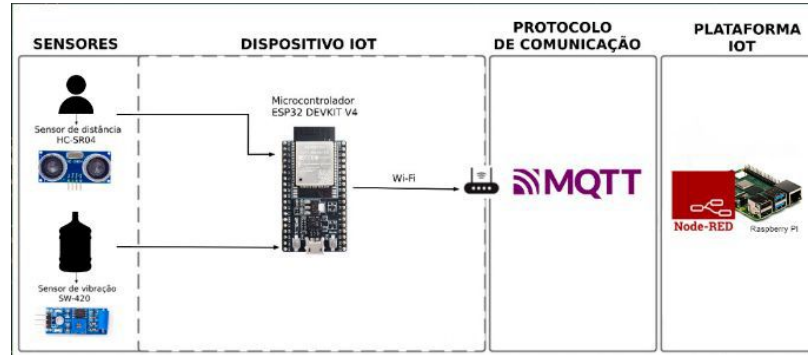 SENSORES
DISPOSITIVO IOT
PROTOCOLO
DE COMUNICAÇÃO
PLATAFORMA
IOT
Sensor de distância
HC-SR04
Microcontrolador
ESP32 DEVKIT V4
Wi-Fi
MQTT
Node-RED
Raspberry PI
Sensor de vibração
SW-420